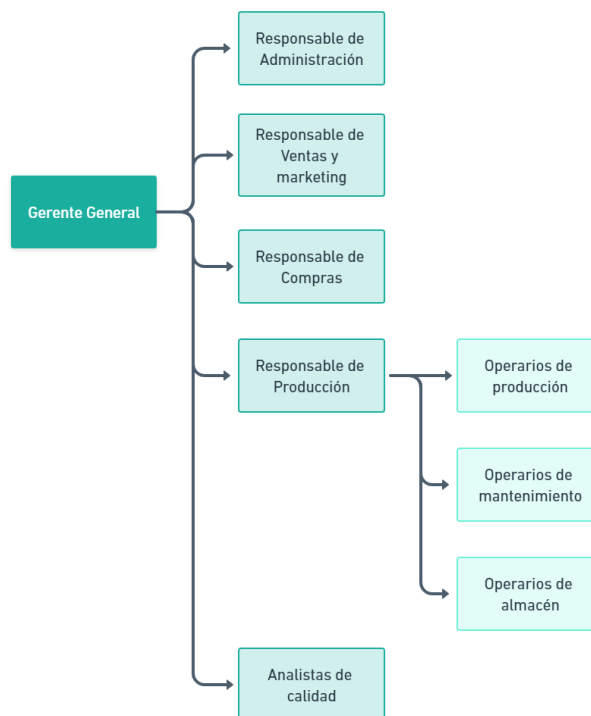 Responsable de
Administración
Responsable de
Ventas y
marketing
Gerente General
Responsable de
Compras
Responsable de
Producción
Operarios de
producción
Operarios de
mantenimiento
Operarios de
almacén
Analistas de
calidad